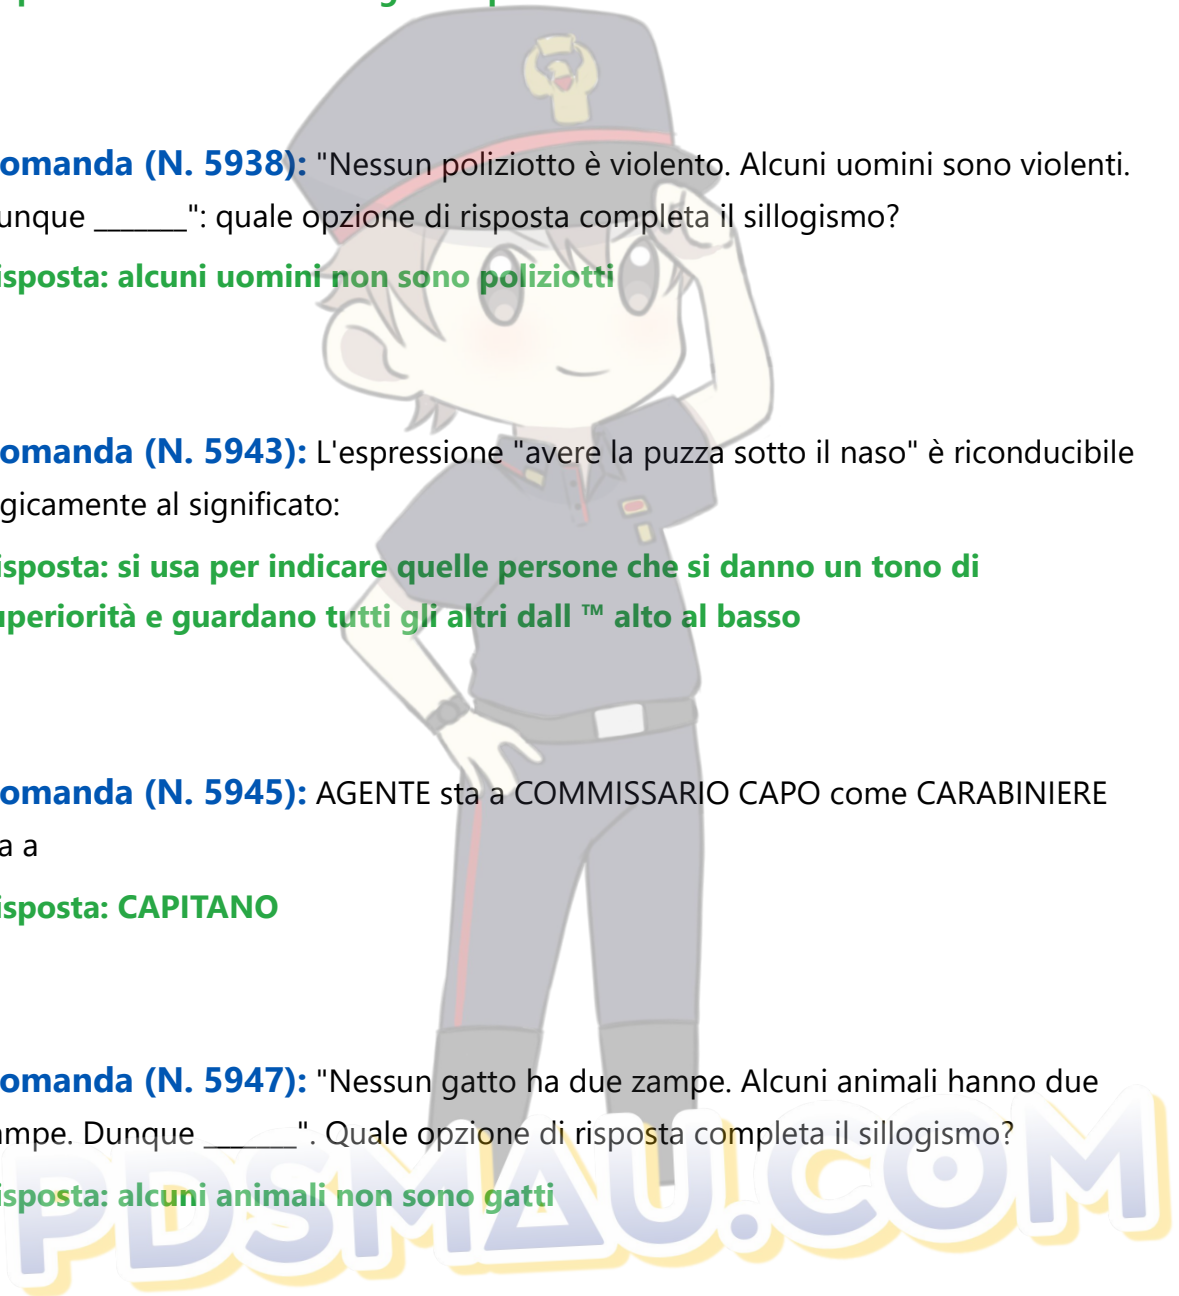 omanda (N. 5938): "Nessun poliziotto è violento. Alcuni uomini sono violenti.
unque _______": quale opzione di risposta completa il sillogismo?
isposta: alcuni uomini non sono poliziotti
omanda (N. 5943): L'espressione "avere la puzza sotto il naso" è riconducibile
gicamente al significato:
isposta: si usa per indicare quelle persone che si danno un tono di
uperiorità e guardano tutti gli altri dall ™ alto al basso
omanda (N. 5945): AGENTE sta a COMMISSARIO CAPO come CARABINIERE
a a
isposta: CAPITANO
omanda (N. 5947): "Nessun gatto ha due zampe. Alcuni animali hanno due
ampe. Dunque _______". Quale opzione di risposta completa il sillogismo?
isposta: alcuni animali non sono gatti
PDSMAU.COM